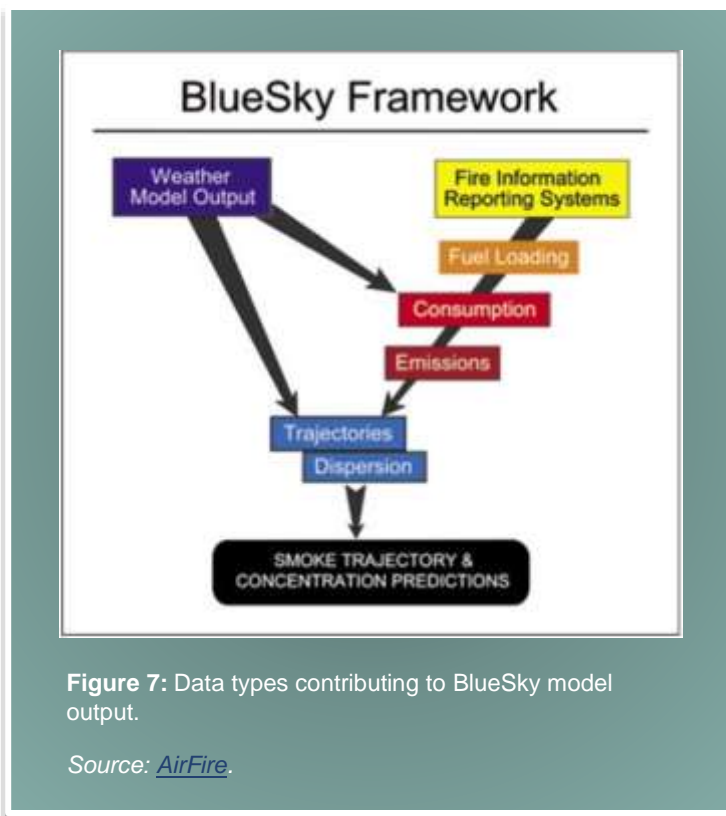 BlueSky Framework
Weather
Model Output
Fire Information
Reporting Systems
Fuel Loading
Consumption
Emissions
Trajectories
Dispersion
SMOKE TRAJECTORY &
CONCENTRATION PREDICTIONS
Figure 7: Data types contributing to BlueSky model
output.
Source: AirFire.